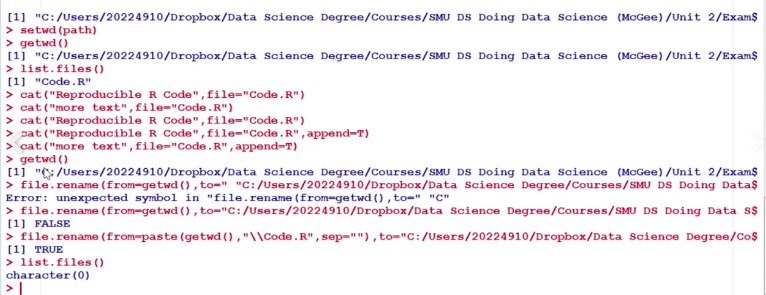 [1] "C:/Users/20224910/Dropbox/Data Science Degree/Courses/SMU DS Doing Data Science (McGee)/Unit 2/Exam$
> setwd(path)
> getwd()
[1] "C:/Users/20224910/Dropbox/Data Science Degree/Courses/SMU DS Doing Data Science (McGee)/Unit 2/Exam$
> list.files()
[1] "Code.R"
> cat("Reproducible R Code",file="Code.R")
> cat("more text",file="Code.R")
> cat("Reproducible R Code",file="Code.R")
> cat("Reproducible R Code",file="Code.R",append=T)
> cat("more text",file="Code.R",append=T)
> getwd()
[1] "C:/Users/20224910/Dropbox/Data Science Degree/Courses/SMU DS Doing Data Science (McGee)/Unit 2/Exam$
> file.rename(from=getwd(),to=" "C:/Users/20224910/Dropbox/Data Science Degree/Courses/SMU DS Doing Data$
Error: unexpected symbol in "file.rename(from=getwd(),to=" "C"
> file.rename(from=getwd(),to="C:/Users/20224910/Dropbox/Data Science Degree/Courses/SMU DS Doing Data S$
[1] FALSE
> file.rename(from=paste(getwd(),"\\Code.R",sep=""),to="C:/Users/20224910/Dropbox/Data Science Degree/Co$
[1] TRUE
> list.files()
character(0)
>